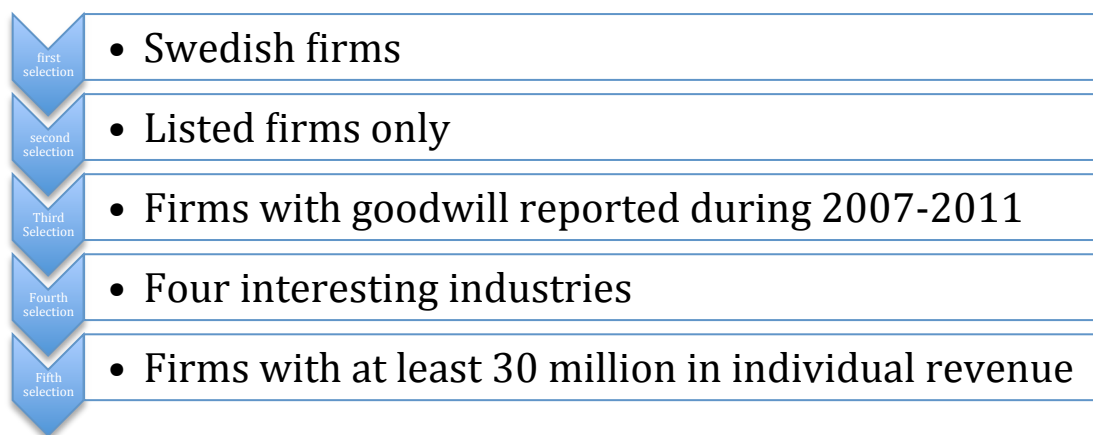 first
selection
• Swedish firms
second
selection
• Listed firms only
Third
Selection
• Firms with goodwill reported during 2007-2011
Fourth
selection
• Four interesting industries
Fifth
selection
• Firms with at least 30 million in individual revenue